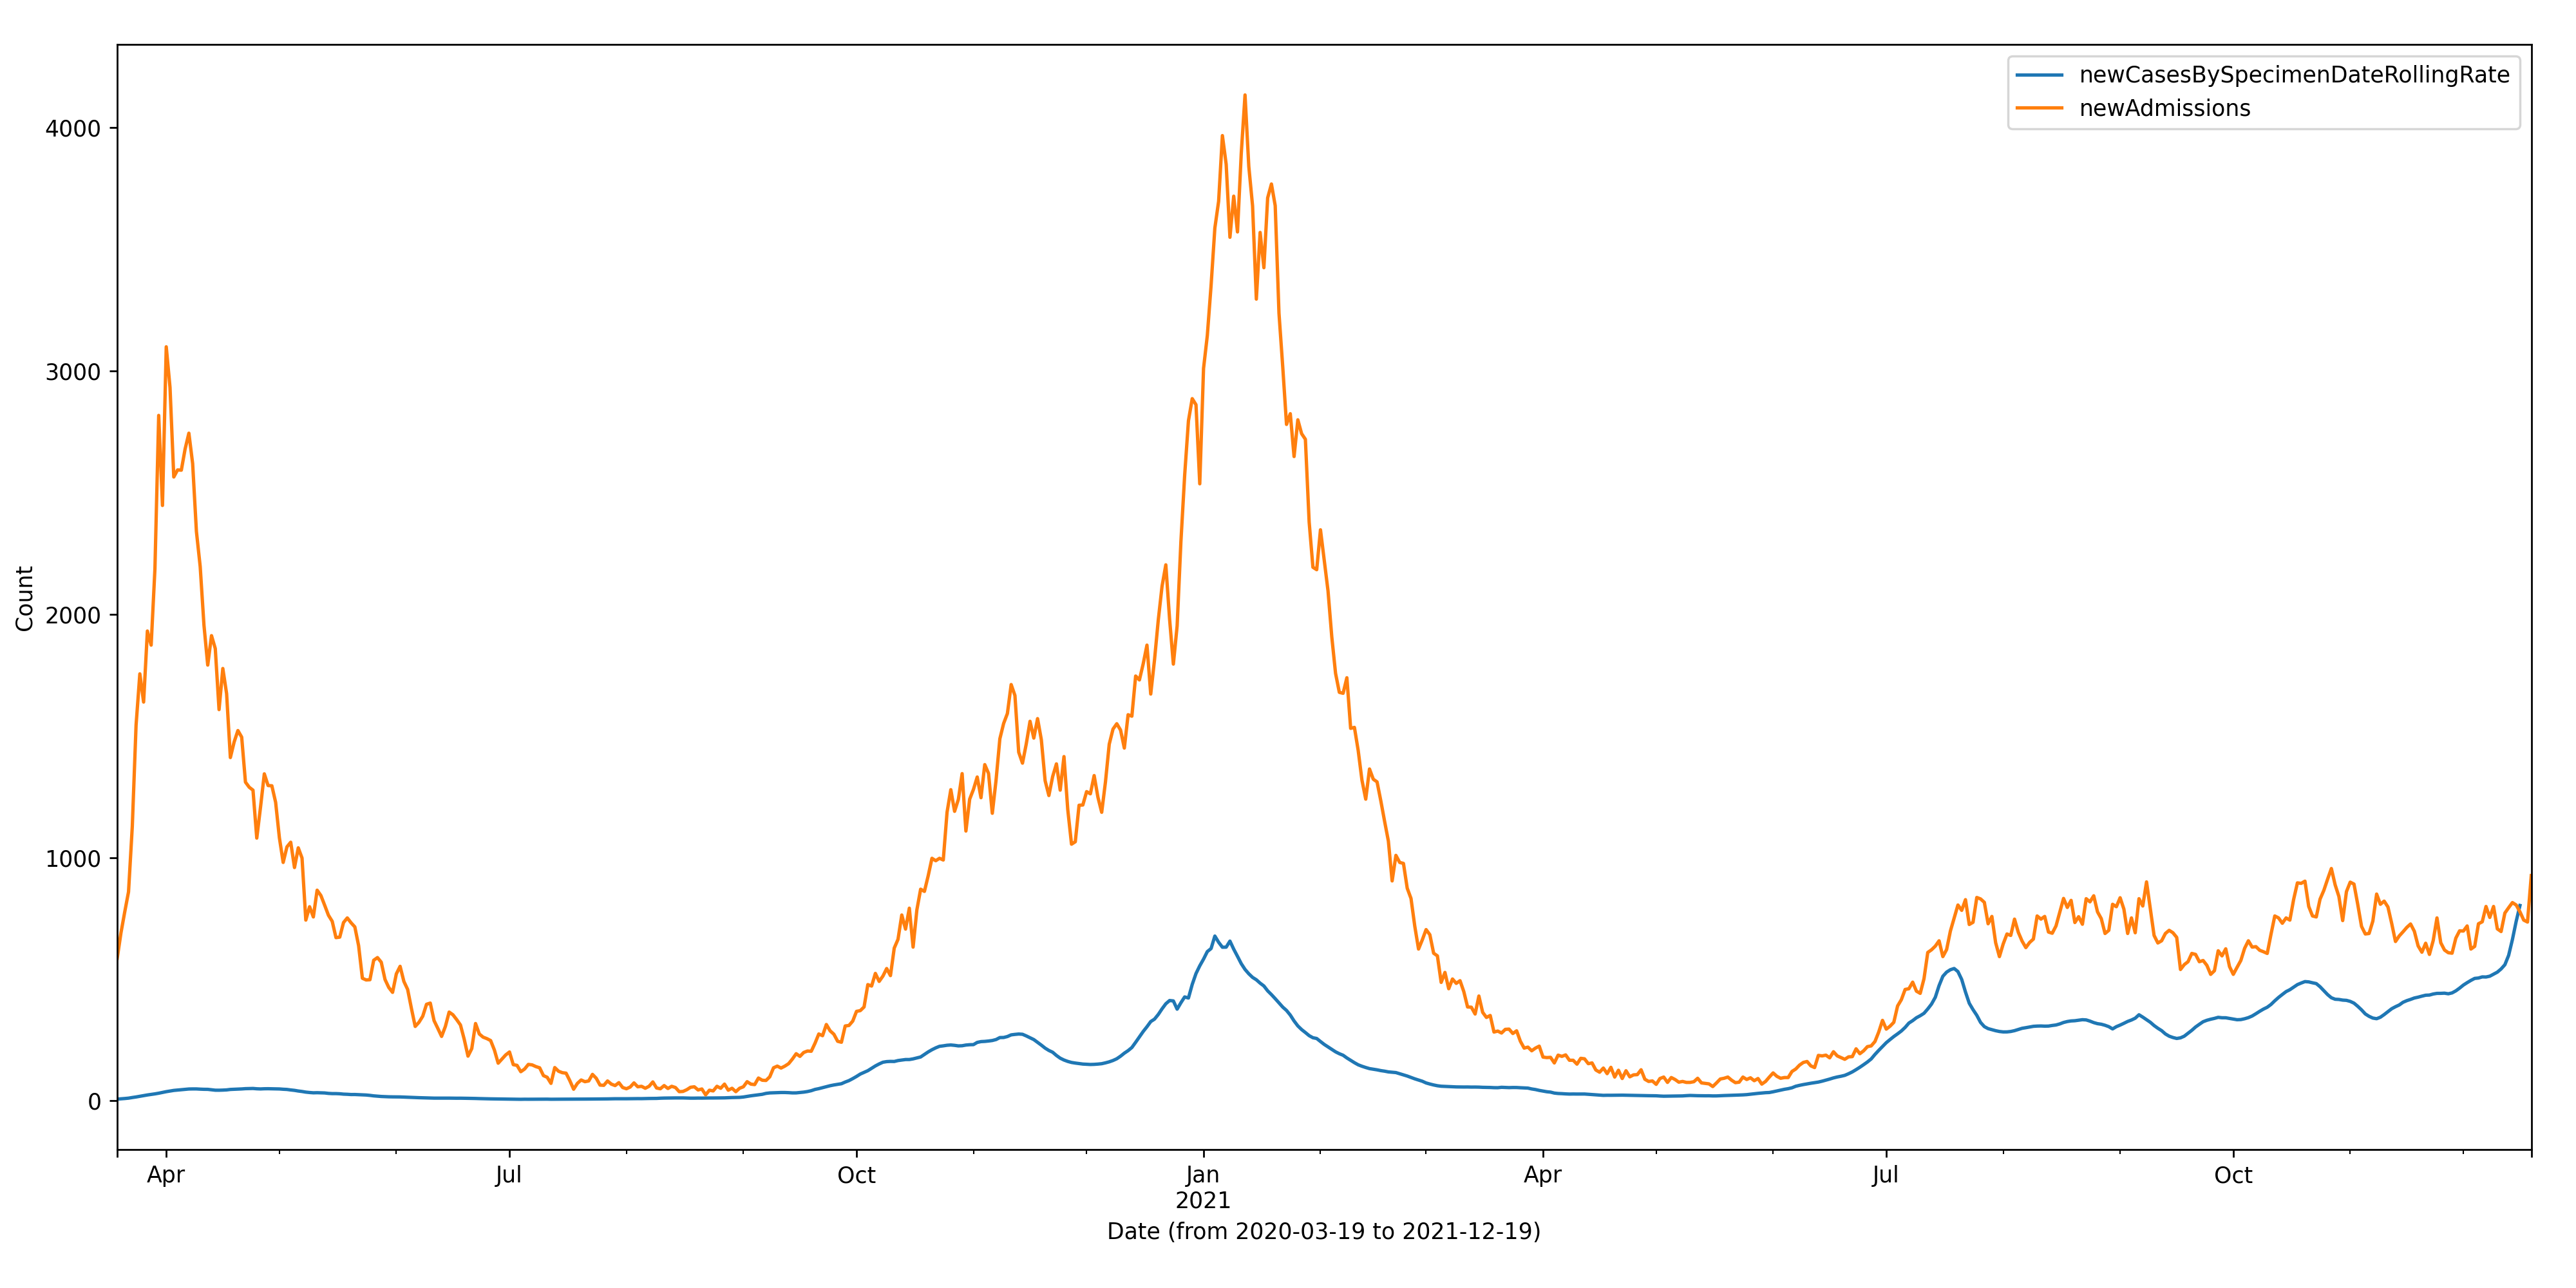 newCasesBySpecimenDateRollingRate
newAdmissions
4000
3000
2000
1000
0
Count
Apr
Jul
Oct
Jan
2021
Apr
Jul
Oct
Date (from 2020-03-19 to 2021-12-19)